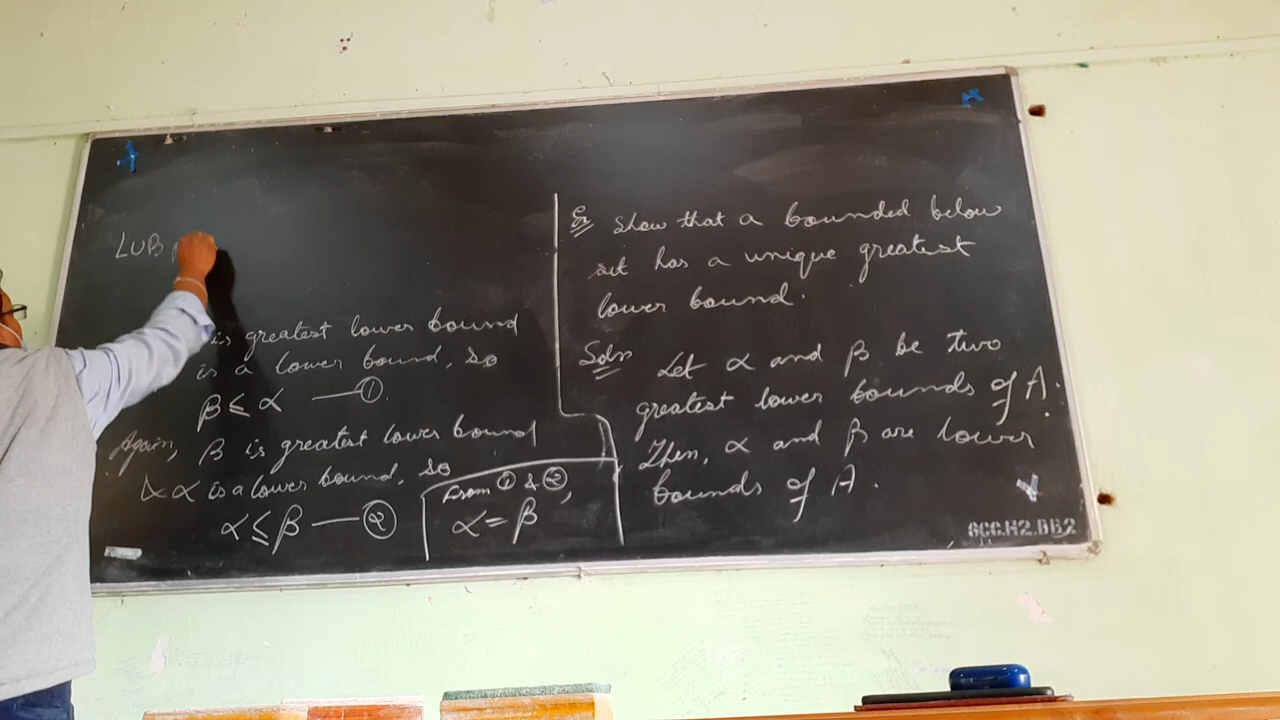 LUB
is greatest lower bound
is a lower bound, so
β ≤ α —①.
Again, β is greatest lower bound
& α is a lower bound, so
α ≤ β —②
From ① & ②,
α = β
Ex Show that a bounded below
set has a unique greatest
lower bound.
Soln Let α and β be two
greatest lower bounds of A.
Then, α and β are lower
bounds of A.
GCC.H2.BB2